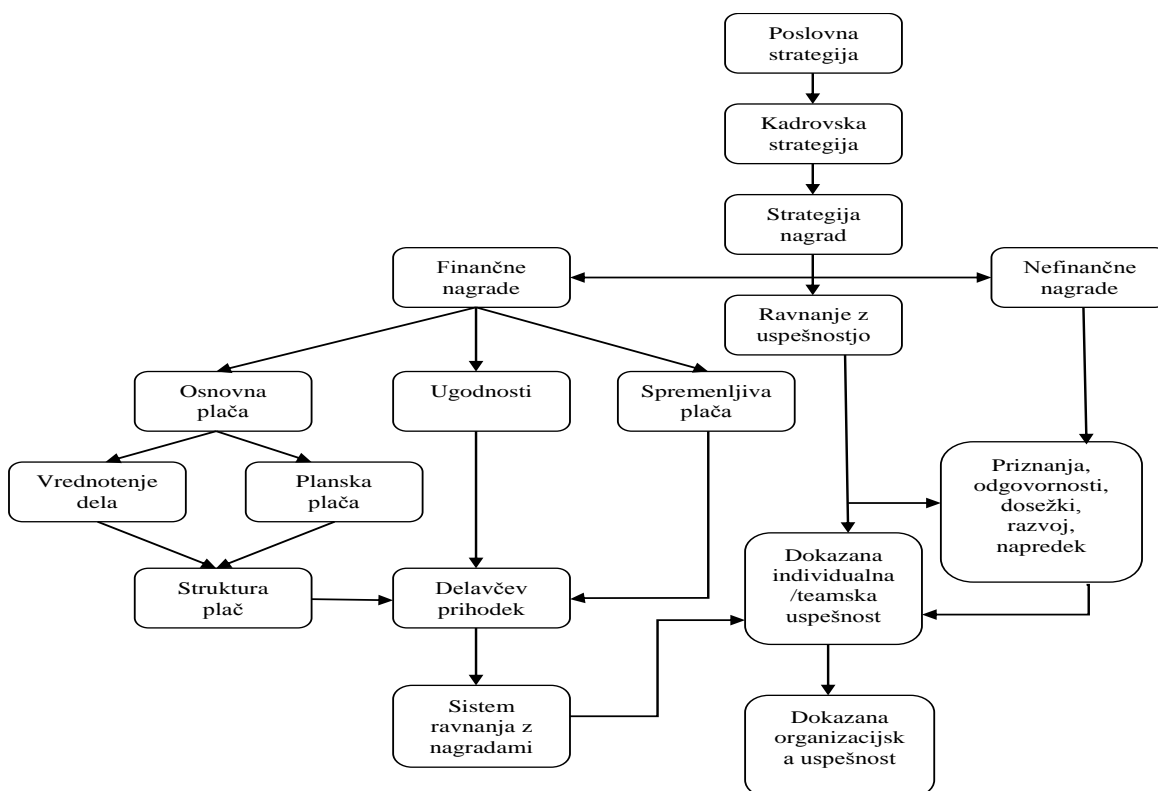 Poslovna
strategija
Kadrovska
strategija
Strategija
nagrad
Finančne
nagrade
Nefinančne
nagrade
Ravnanje z
uspešnostjo
Osnovna
plača
Ugodnosti
Spremenljiva
plača
Vrednotenje
dela
Planska
plača
Priznanja,
odgovornosti,
dosežki,
razvoj,
napredek
Struktura
plač
Delavčev
prihodek
Dokazana
individualna
/teamska
uspešnost
Sistem
ravnanja z
nagradami
Dokazana
organizacijsk
a uspešnost